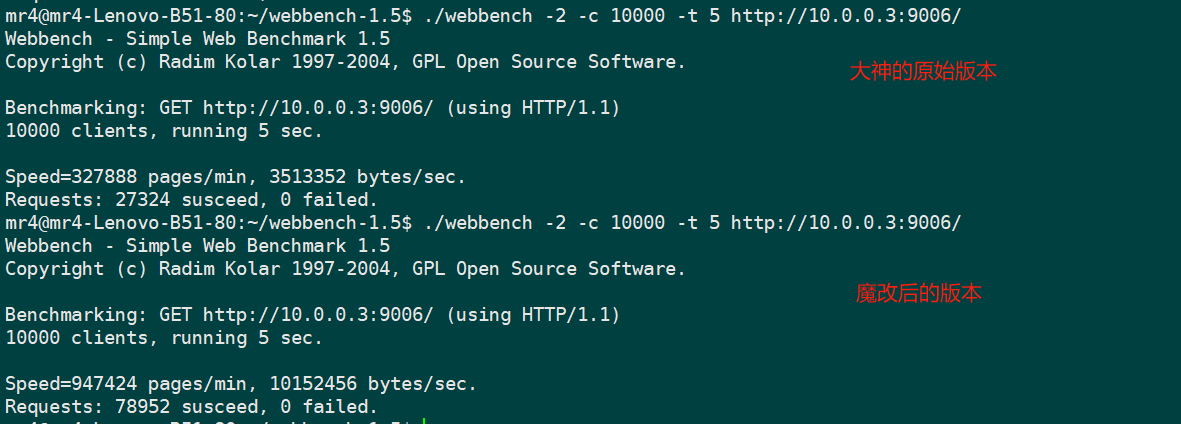 mr4@mr4-Lenovo-B51-80:~/webbench-1.5$ ./webbench -2 -c 10000 -t 5 http://10.0.0.3:9006/
Webbench - Simple Web Benchmark 1.5
Copyright (c) Radim Kolar 1997-2004, GPL Open Source Software.
大神的原始版本
Benchmarking: GET http://10.0.0.3:9006/ (using HTTP/1.1)
10000 clients, running 5 sec.
Speed=327888 pages/min, 3513352 bytes/sec.
Requests: 27324 susceed, 0 failed.
mr4@mr4-Lenovo-B51-80:~/webbench-1.5$ ./webbench -2 -c 10000 -t 5 http://10.0.0.3:9006/
Webbench - Simple Web Benchmark 1.5
Copyright (c) Radim Kolar 1997-2004, GPL Open Source Software.
魔改后的版本
Benchmarking: GET http://10.0.0.3:9006/ (using HTTP/1.1)
10000 clients, running 5 sec.
Speed=947424 pages/min, 10152456 bytes/sec.
Requests: 78952 susceed, 0 failed.